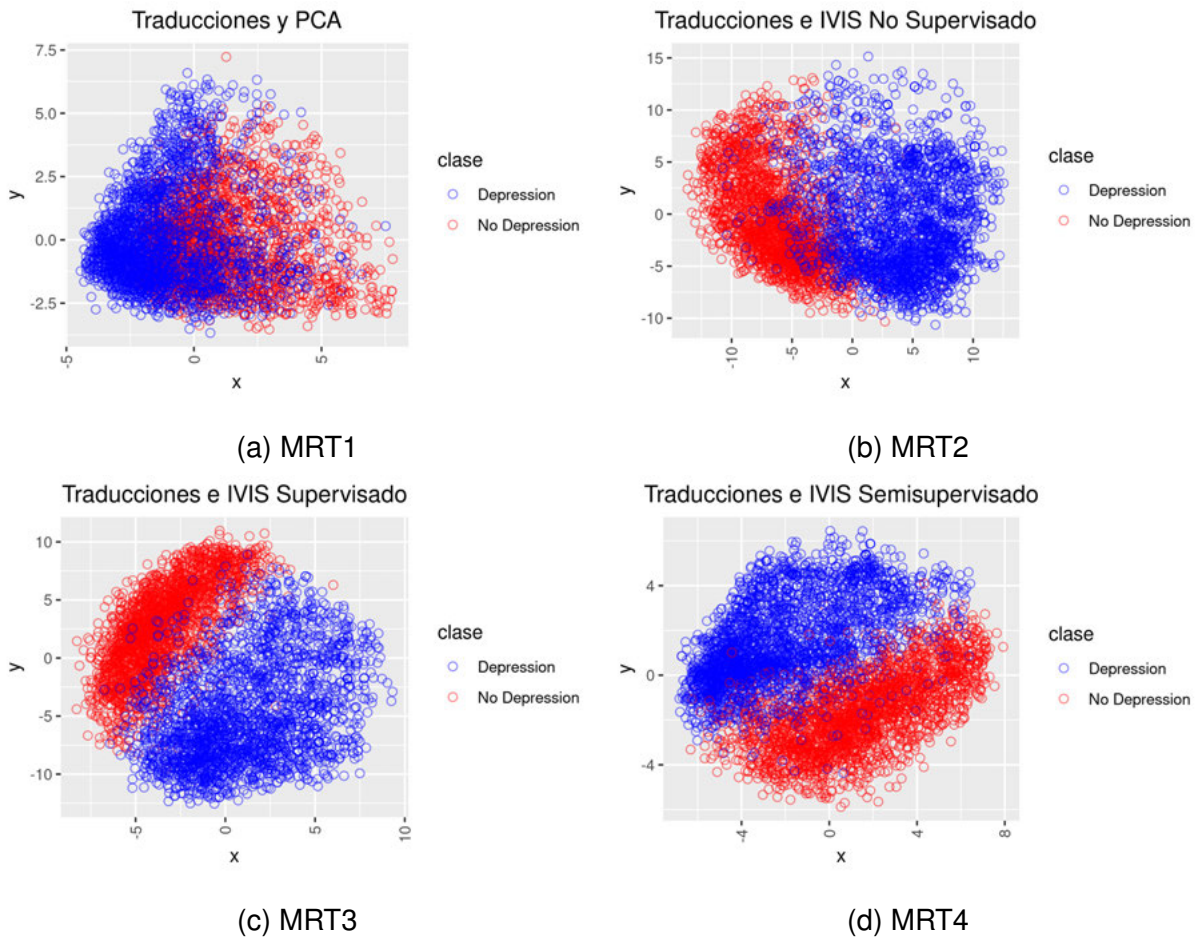 Traducciones y PCA
7.5
5.0
2.5
0.0
-2.5
y
-5
0
5
x
clase
Depression
No Depression
(a) MRT1
Traducciones e IVIS No Supervisado
15
10
5
0
-5
-10
y
-10
-5
0
5
10
x
clase
Depression
No Depression
(b) MRT2
Traducciones e IVIS Supervisado
10
5
0
-5
-10
y
-5
0
5
10
x
clase
Depression
No Depression
(c) MRT3
Traducciones e IVIS Semisupervisado
4
0
-4
y
-4
0
4
8
x
clase
Depression
No Depression
(d) MRT4